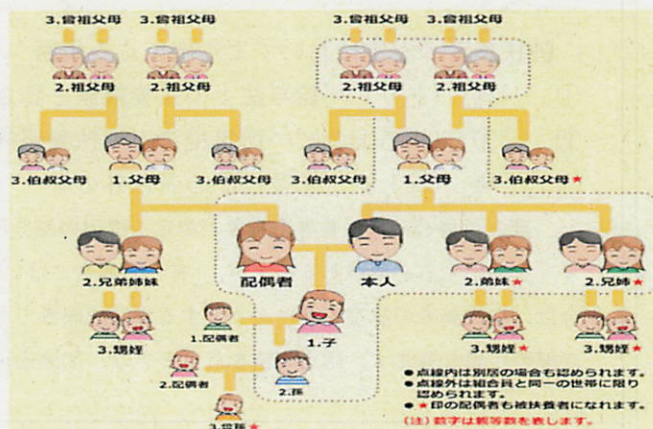 3.曾祖父母 3.曾祖父母 3.曾祖父母 3.曾祖父母
2.祖父母 2.祖父母 2.祖父母 2.祖父母
3.伯叔父母 1.父母 3.伯叔父母 3.伯叔父母 1.父母 3.伯叔父母★
2.兄弟姉妹 配偶者 本人 2.弟妹★ 2.兄姉★
1.配偶者 1.子
3.甥姪 3.甥姪★ 3.甥姪★
2.配偶者 2.孫
3.曾孫★
●点線内は別居の場合も認められます。
●点線外は組合員と同一の世帯に限り
認められます。
●★印の配偶者も被扶養者になれます。
(注)数字は親等数を表します。